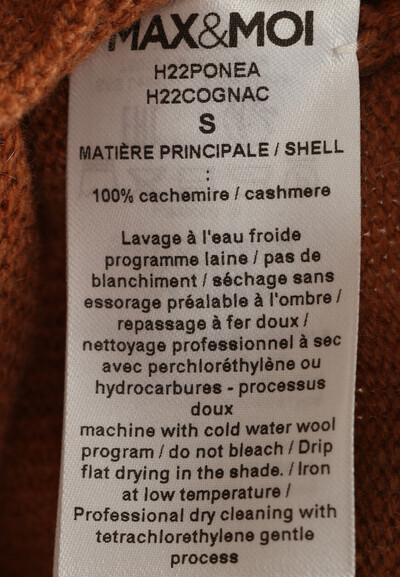 MAX&MOI
H22PONEA
H22COGNAC
S
MATIÈRE PRINCIPALE / SHELL
:
100% cachemire / cashmere
Lavage à l'eau froide
programme laine / pas de
blanchiment / séchage sans
essorage préalable à l'ombre /
repassage à fer doux /
nettoyage professionnel à sec
avec perchloréthylène ou
hydrocarbures - processus
doux
machine with cold water wool
program / do not bleach / Drip
flat drying in the shade. / Iron
at low temperature /
Professional dry cleaning with
tetrachlorethylene gentle
process